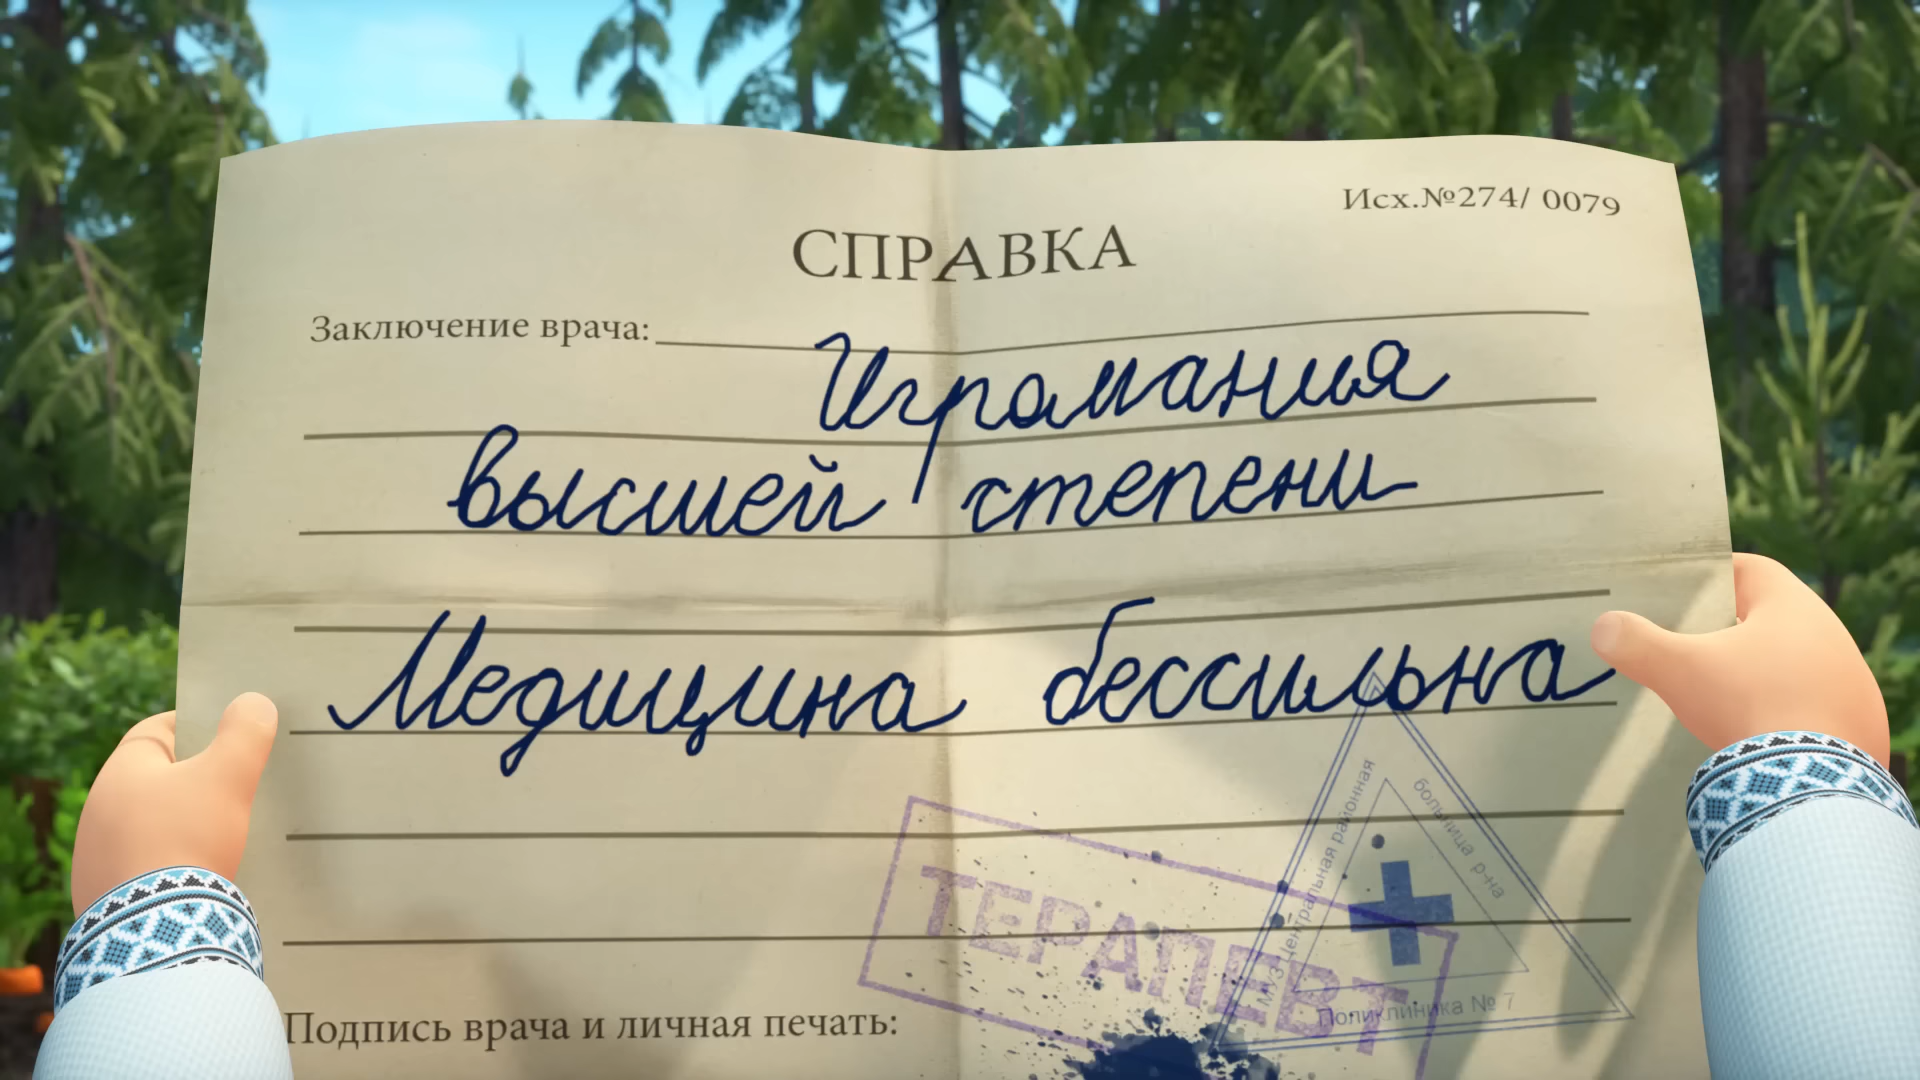 Исх.№274/ 0079
СПРАВКА
Заключение врача:
Игромания
высшей степени
Медицина бессильна
ТЕРАПЕВТ
МУЗ Центральная районная
больница р-на
Поликлиника № 7
Подпись врача и личная печать: